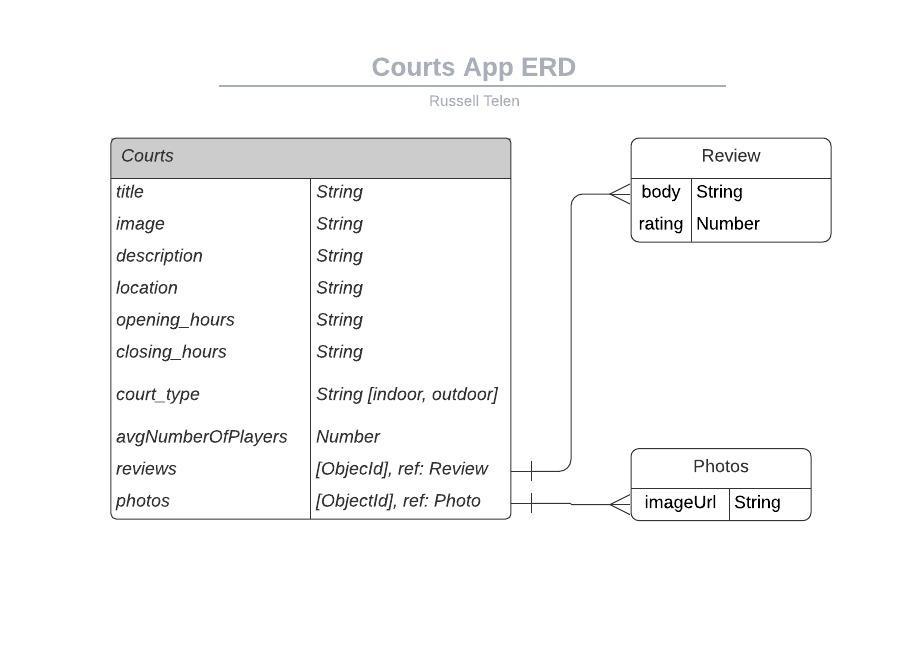 Courts App ERD
Russell Telen
Courts
title String
image String
description String
location String
opening_hours String
closing_hours String
court_type String [indoor, outdoor]
avgNumberOfPlayers Number
reviews [ObjecId], ref: Review
photos [ObjectId], ref: Photo
Review
body String
rating Number
Photos
imageUrl String